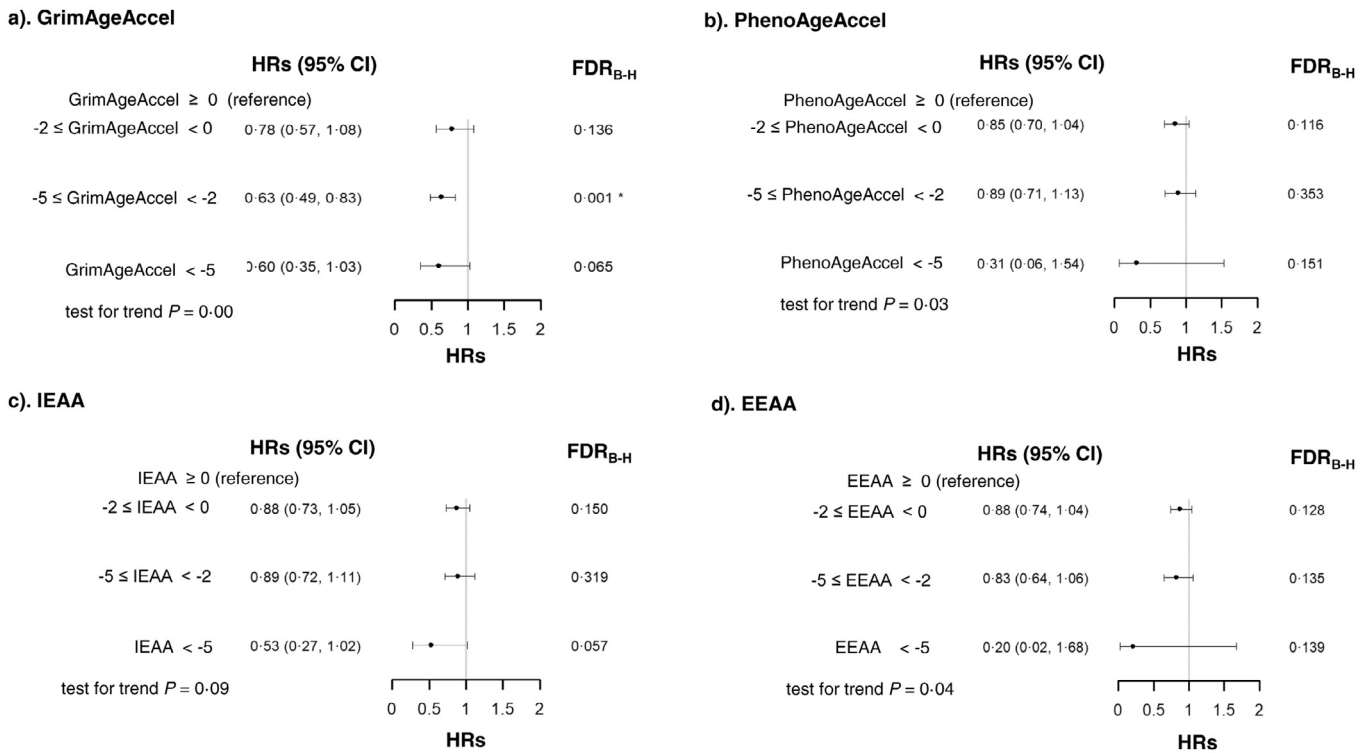 a). GrimAgeAccel
HRs (95% CI) FDRB-H
GrimAgeAccel ≥ 0 (reference)
-2 ≤ GrimAgeAccel < 0 0·78 (0·57, 1·08) 0·136
-5 ≤ GrimAgeAccel < -2 0·63 (0·49, 0·83) 0·001 *
GrimAgeAccel < -5 0·60 (0·35, 1·03) 0·065
test for trend P = 0·00
0 0·5 1 1·5 2
HRs
b). PhenoAgeAccel
HRs (95% CI) FDRB-H
PhenoAgeAccel ≥ 0 (reference)
-2 ≤ PhenoAgeAccel < 0 0·85 (0·70, 1·04) 0·116
-5 ≤ PhenoAgeAccel < -2 0·89 (0·71, 1·13) 0·353
PhenoAgeAccel < -5 0·31 (0·06, 1·54) 0·151
test for trend P = 0·03
0 0·5 1 1·5 2
HRs
c). IEAA
HRs (95% CI) FDRB-H
IEAA ≥ 0 (reference)
-2 ≤ IEAA < 0 0·88 (0·73, 1·05) 0·150
-5 ≤ IEAA < -2 0·89 (0·72, 1·11) 0·319
IEAA < -5 0·53 (0·27, 1·02) 0·057
test for trend P = 0·09
0 0·5 1 1·5 2
HRs
d). EEAA
HRs (95% CI) FDRB-H
EEAA ≥ 0 (reference)
-2 ≤ EEAA < 0 0·88 (0·74, 1·04) 0·128
-5 ≤ EEAA < -2 0·83 (0·64, 1·06) 0·135
EEAA < -5 0·20 (0·02, 1·68) 0·139
test for trend P = 0·04
0 0·5 1 1·5 2
HRs